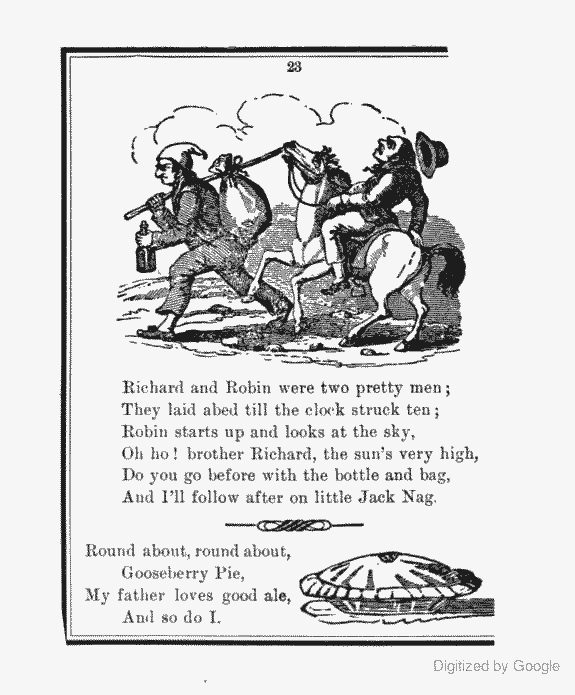 23
Richard and Robin were two pretty men;
They laid abed till the clock struck ten;
Robin starts up and looks at the sky,
Oh ho! brother Richard, the sun's very high,
Do you go before with the bottle and bag,
And I'll follow after on little Jack Nag.
Round about, round about,
Gooseberry Pie,
My father loves good ale,
And so do I.
Digitized by Google